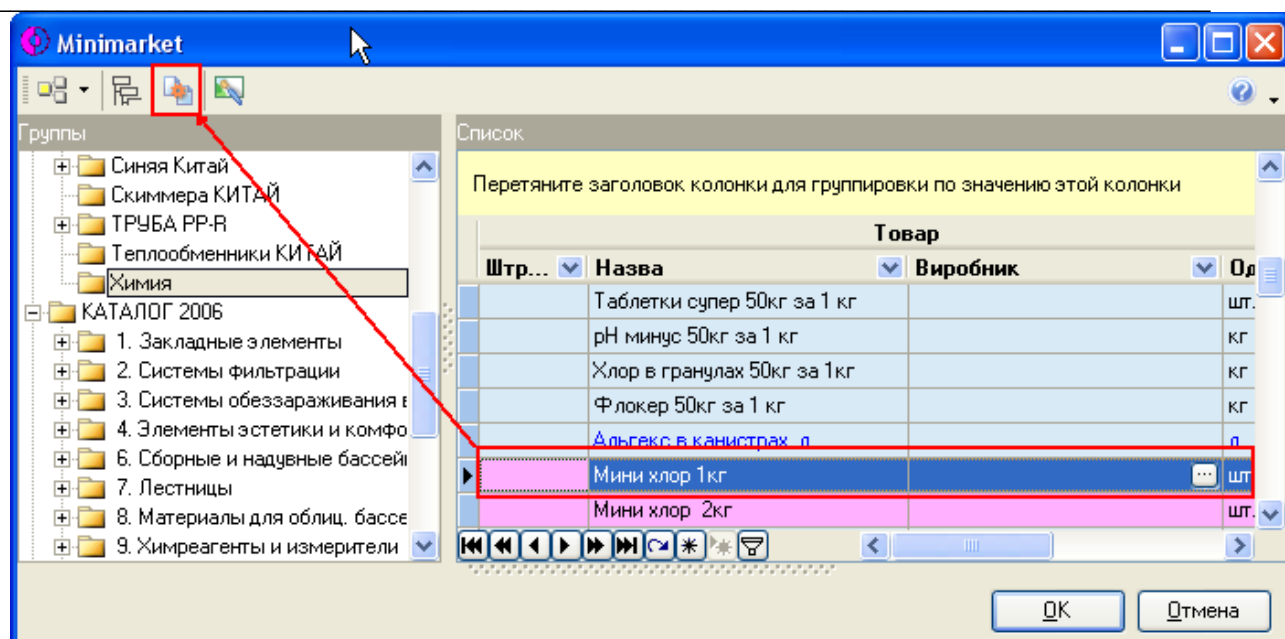 Minimarket
Группы
Список
Синяя Китай
Скиммера КИТАЙ
ТРУБА PP-R
Теплообменники КИТАЙ
Химия
КАТАЛОГ 2006
1. Закладные элементы
2. Системы фильтрации
3. Системы обеззараживания в
4. Элементы эстетики и комфо
6. Сборные и надувные бассейн
7. Лестницы
8. Материалы для облиц. бассе
9. Химреагенты и измерители
Перетяните заголовок колонки для группировки по значению этой колонки
Товар
Штр... Назва Виробник Од
Таблетки супер 50кг за 1 кг шт.
pH минус 50кг за 1 кг кг
Хлор в гранулах 50кг за 1кг кг
Флокер 50кг за 1 кг кг
Альгекс в канистрах л л
Мини хлор 1кг ... шт
Мини хлор 2кг шт.
OK Отмена